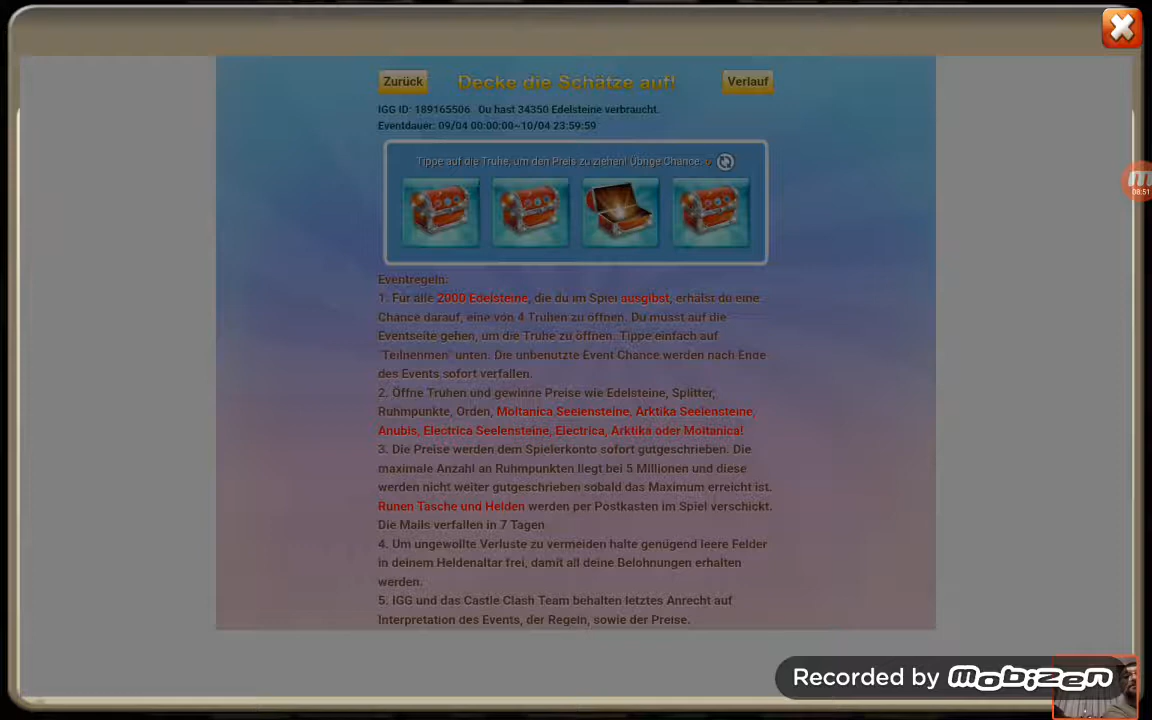 Zurück Decke die Schätze auf! Verlauf
IGG ID: 189165506 Du hast 34350 Edelsteine verbraucht.
Eventdauer: 09/04 00:00:00~10/04 23:59:59
Tippe auf die Truhe, um den Preis zu ziehen! Übrige Chance:
Eventregeln:
1. Für alle 2000 Edelsteine, die du im Spiel ausgibst, erhälst du eine
Chance darauf, eine von 4 Truhen zu öffnen. Du musst auf die
Eventseite gehen, um die Truhe zu öffnen. Tippe einfach auf
"Teilnehmen" unten. Die unbenutzte Event Chance werden nach Ende
des Events sofort verfallen.
2. Öffne Truhen und gewinne Preise wie Edelsteine, Splitter,
Ruhmpunkte, Orden, Moltanica Seelensteine, Arktika Seelensteine,
Anubis, Electrica Seelensteine, Electrica, Arktika oder Moltanica!
3. Die Preise werden dem Spielerkonto sofort gutgeschrieben. Die
maximale Anzahl an Ruhmpunkten liegt bei 5 Millionen und diese
werden nicht weiter gutgeschrieben sobald das Maximum erreicht ist.
Runen Tasche und Helden werden per Postkasten im Spiel verschickt.
Die Mails verfallen in 7 Tagen
4. Um ungewollte Verluste zu vermeiden halte genügend leere Felder
in deinem Heldenaltar frei, damit all deine Belohnungen erhalten
werden.
5. IGG und das Castle Clash Team behalten letztes Anrecht auf
Interpretation des Events, der Regeln, sowie der Preise.
08:51
Recorded by Mobizen